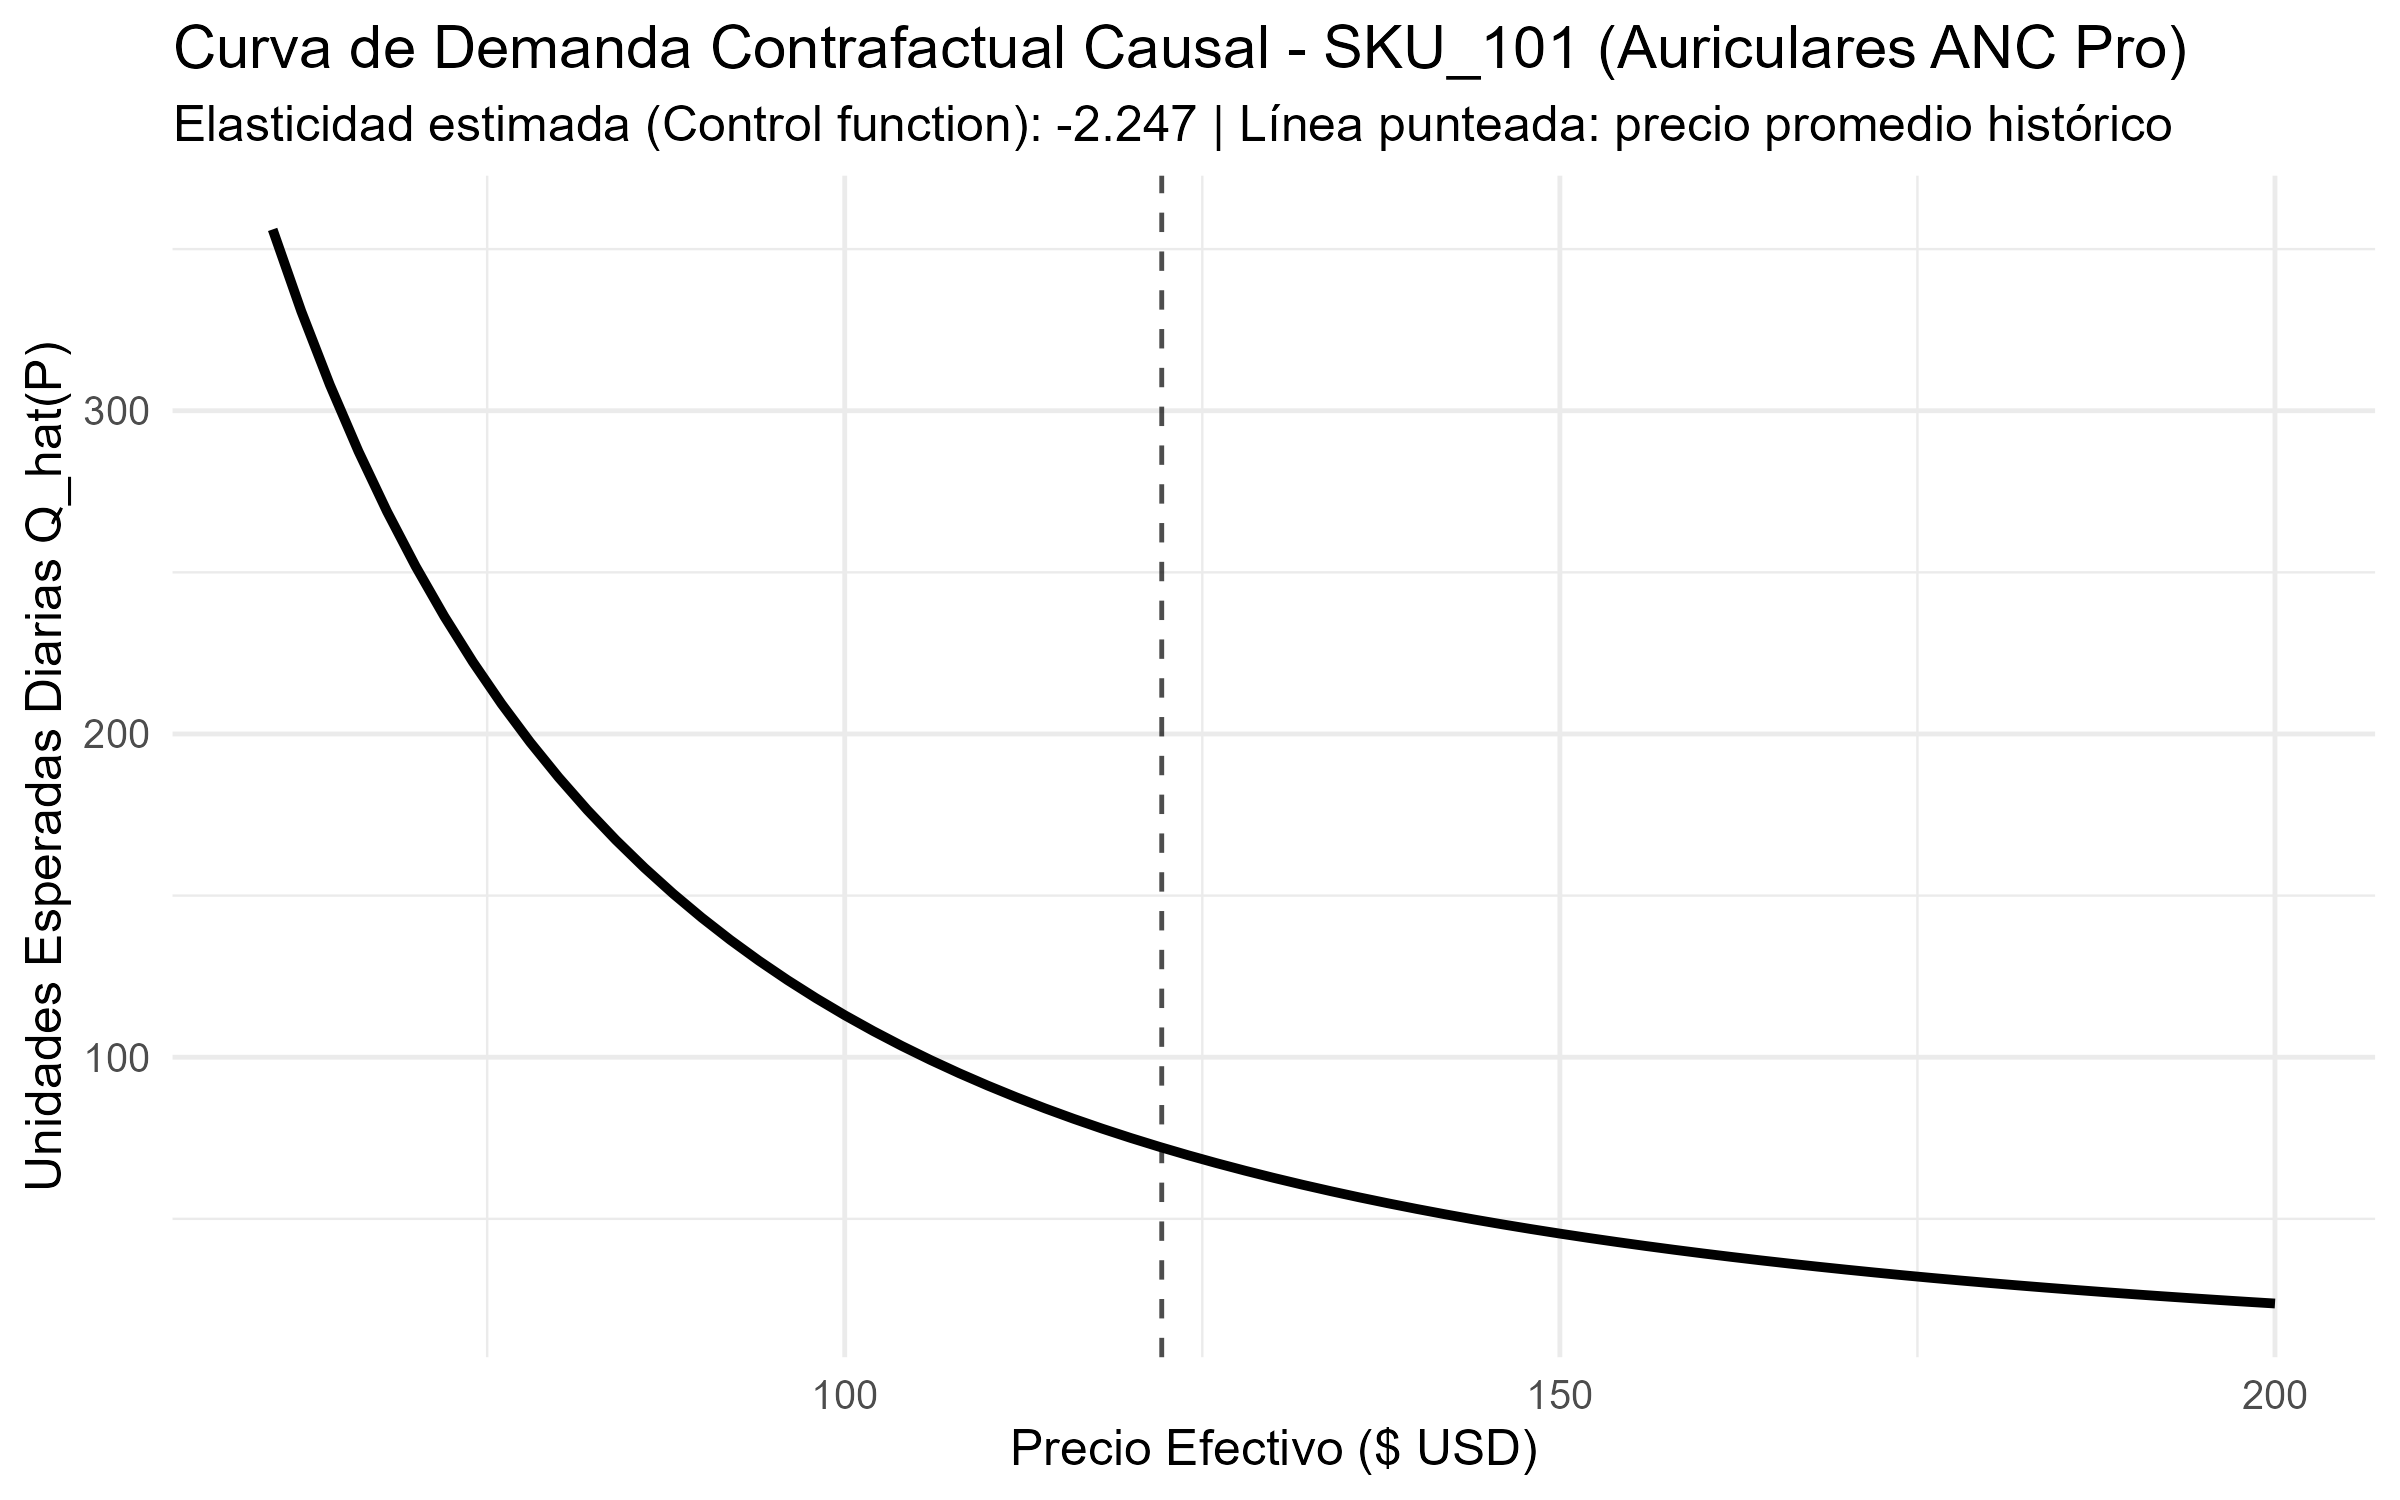 Curva de Demanda Contrafactual Causal - SKU_101 (Auriculares ANC Pro)
Elasticidad estimada (Control function): -2.247 | Línea punteada: precio promedio histórico
Unidades Esperadas Diarias Q_hat(P)
300
200
100
100
150
200
Precio Efectivo ($ USD)